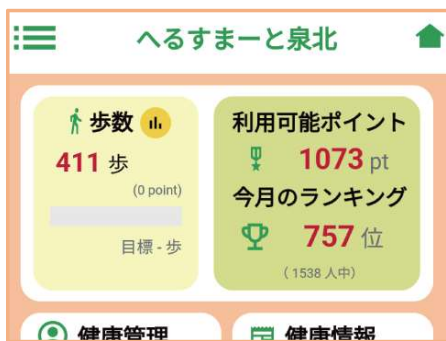 へるすまーと泉北
歩数
411 歩
(0 point)
目標 - 歩
利用可能ポイント
1073 pt
今月のランキング
757 位
(1538 人中)
健康管理
健康情報